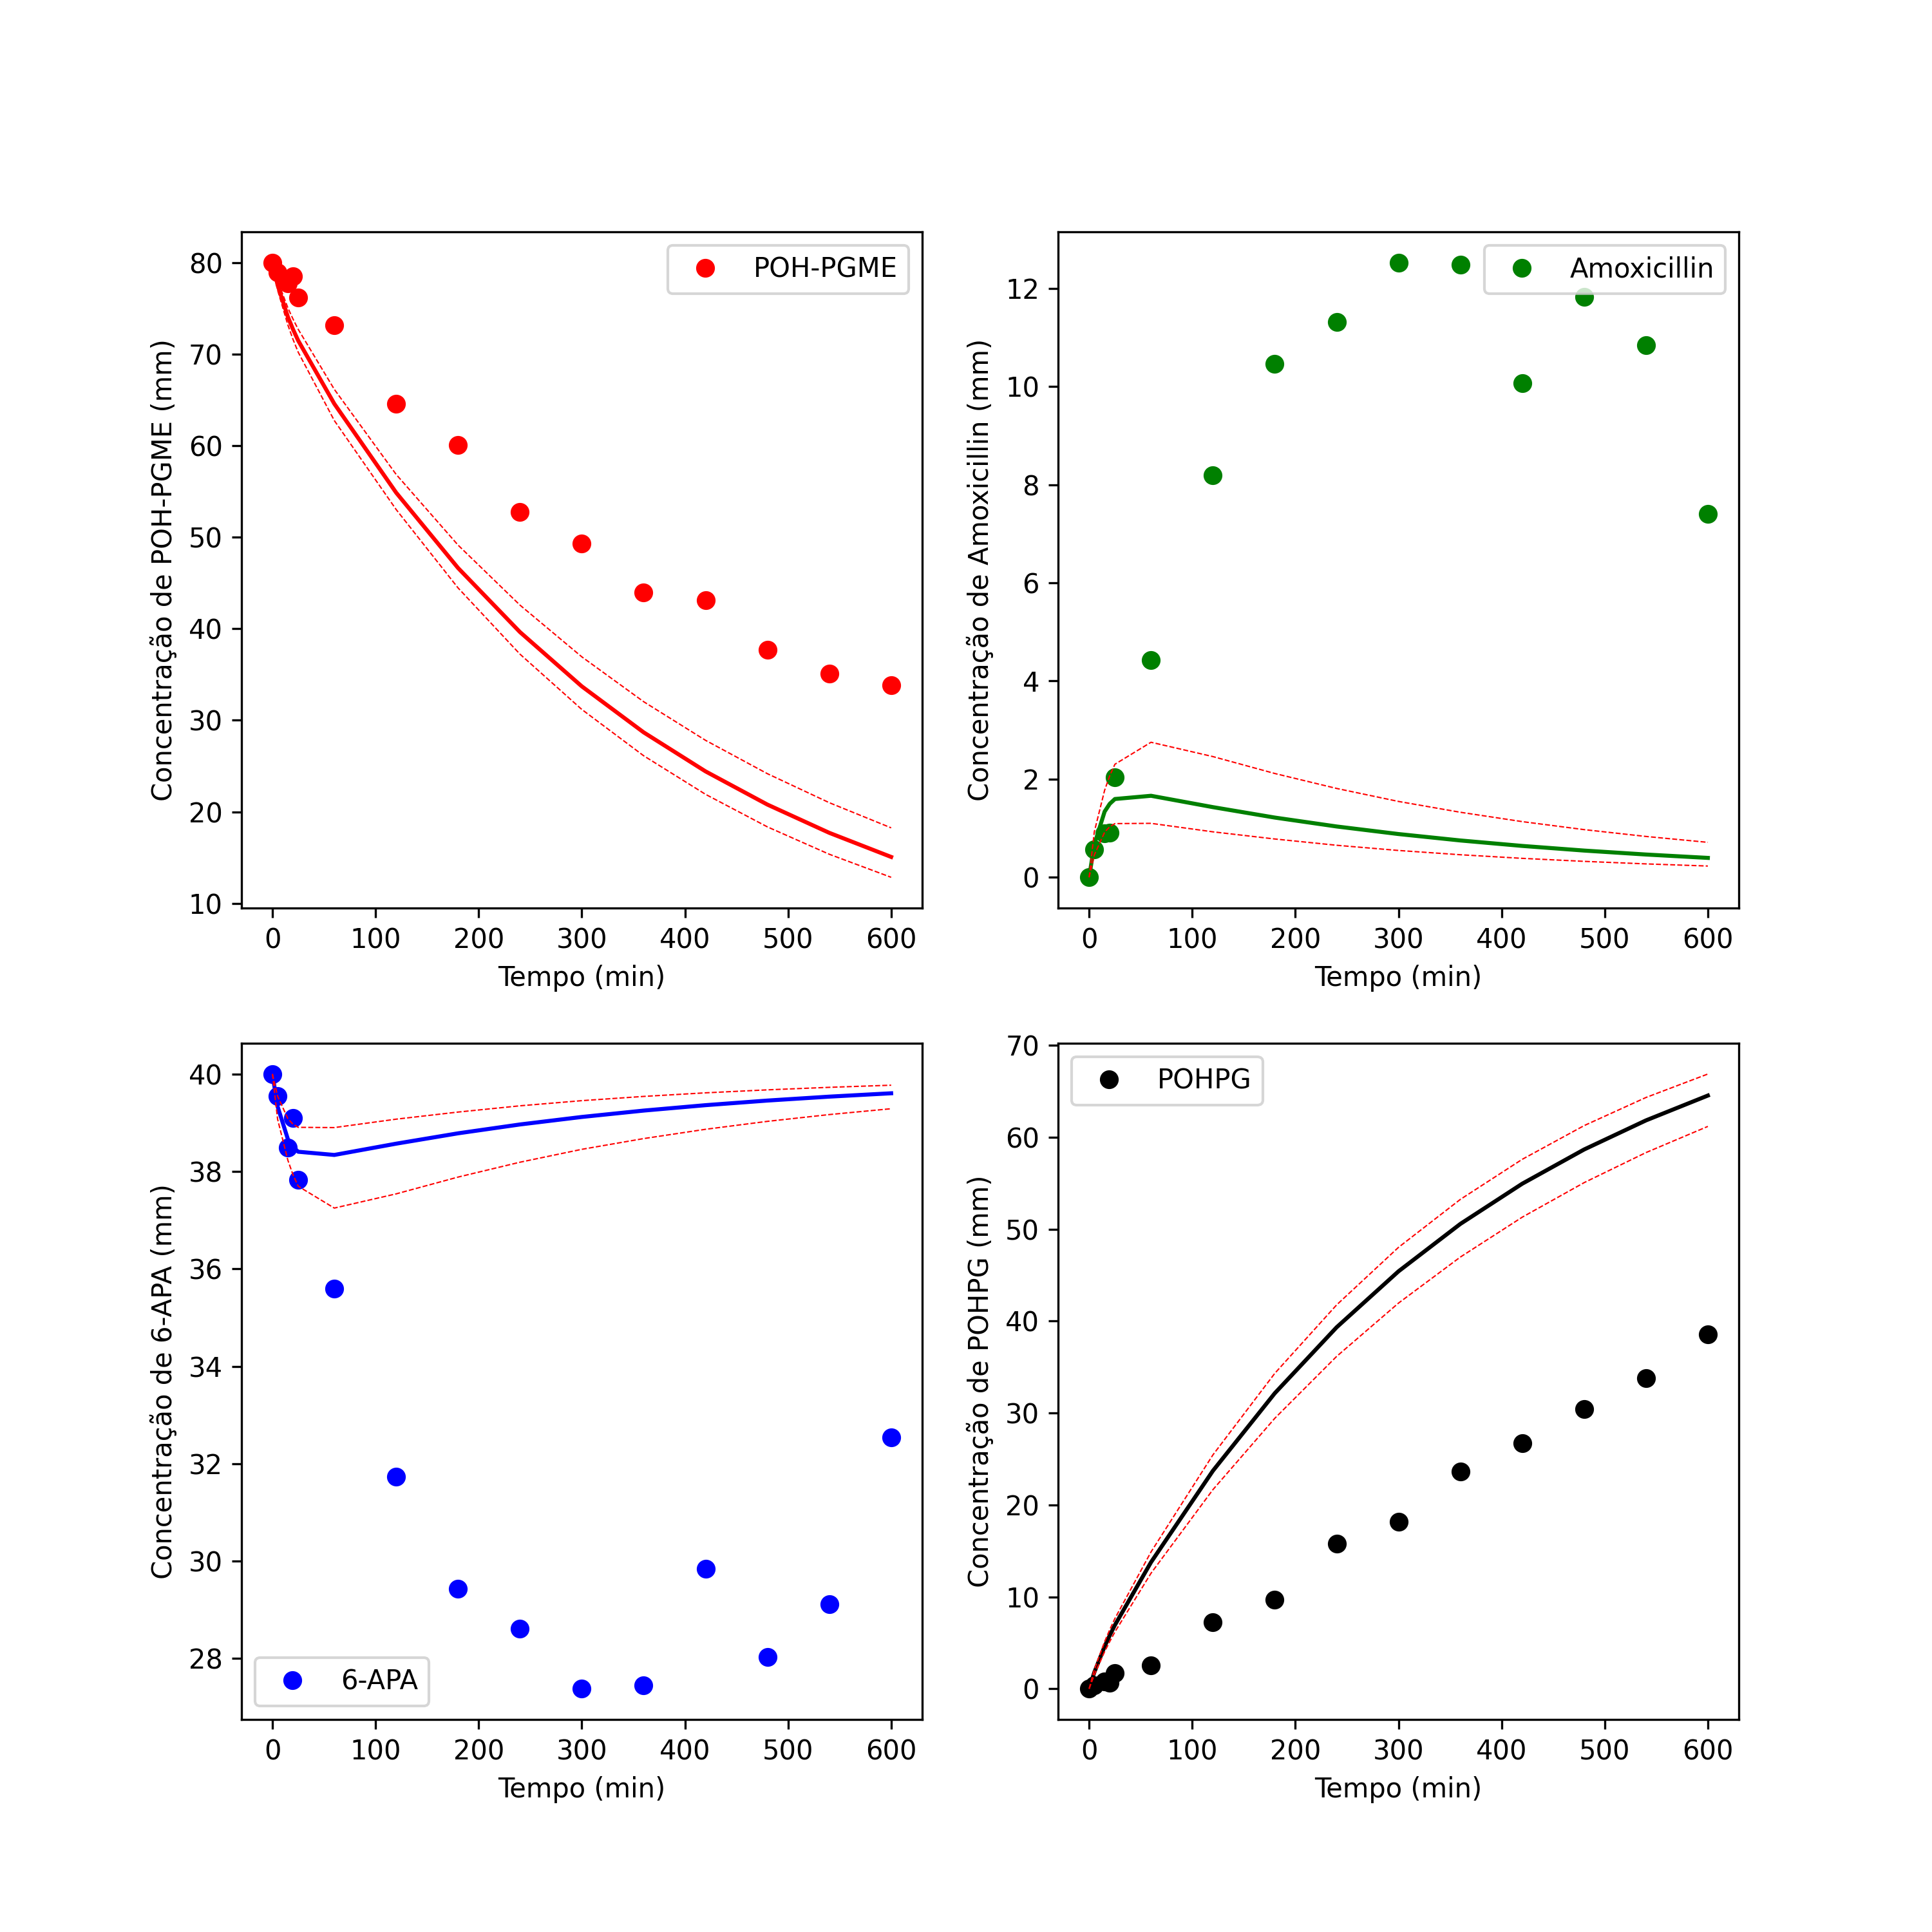 POH-PGME
Concentração de POH-PGME (mm)
80
70
60
50
40
30
20
10
0 100 200 300 400 500 600
Tempo (min)
Amoxicillin
Concentração de Amoxicillin (mm)
12
10
8
6
4
2
0
0 100 200 300 400 500 600
Tempo (min)
Concentração de 6-APA (mm)
40
38
36
34
32
30
28
6-APA
0 100 200 300 400 500 600
Tempo (min)
POHPG
Concentração de POHPG (mm)
70
60
50
40
30
20
10
0
0 100 200 300 400 500 600
Tempo (min)